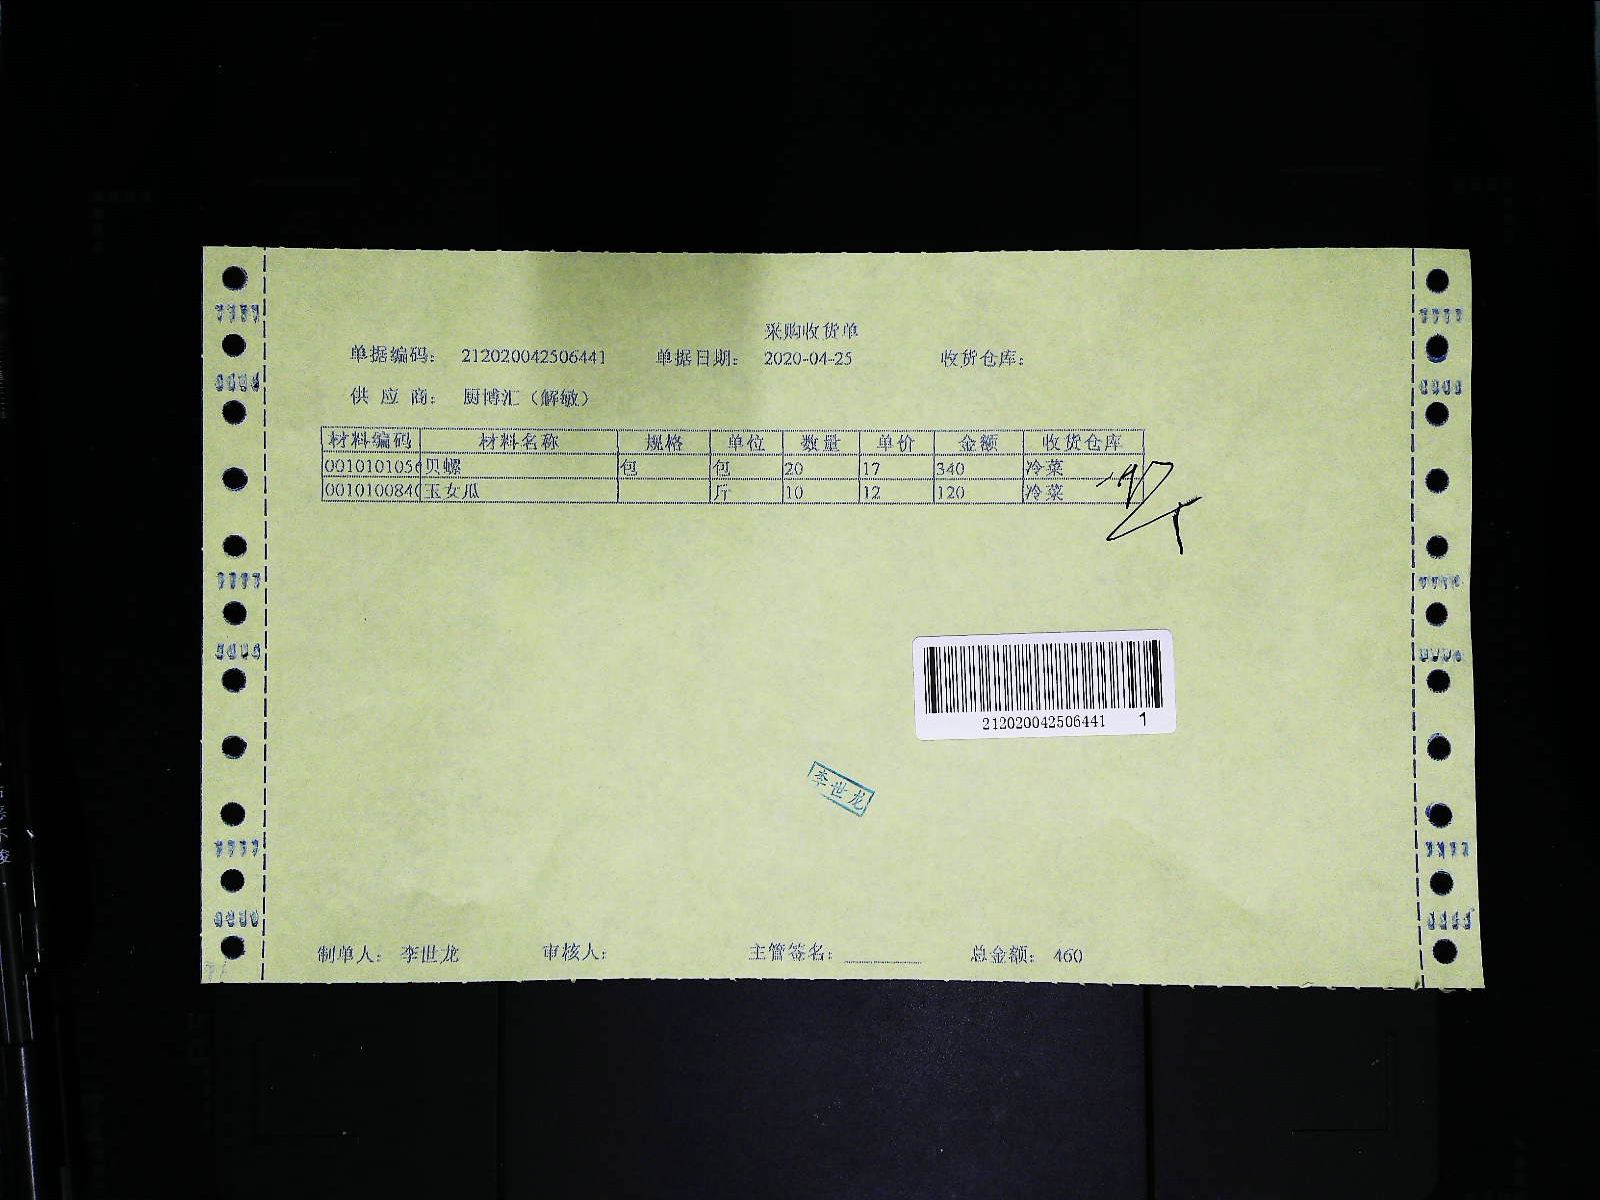 采购收货单
单据编码： 212020042506441 单据日期： 2020-04-25 收货仓库：
供 应 商： 厨博汇（解敏）
材料编码 材料名称 规格 单位 数量 单价 金额 收货仓库
0010101056 贝螺 包 包 20 17 340 冷菜
0010100840 玉女瓜 斤 10 12 120 冷菜
212020042506441 1
李世龙
制单人： 李世龙 审核人： 主管签名： ________ 总金额： 460